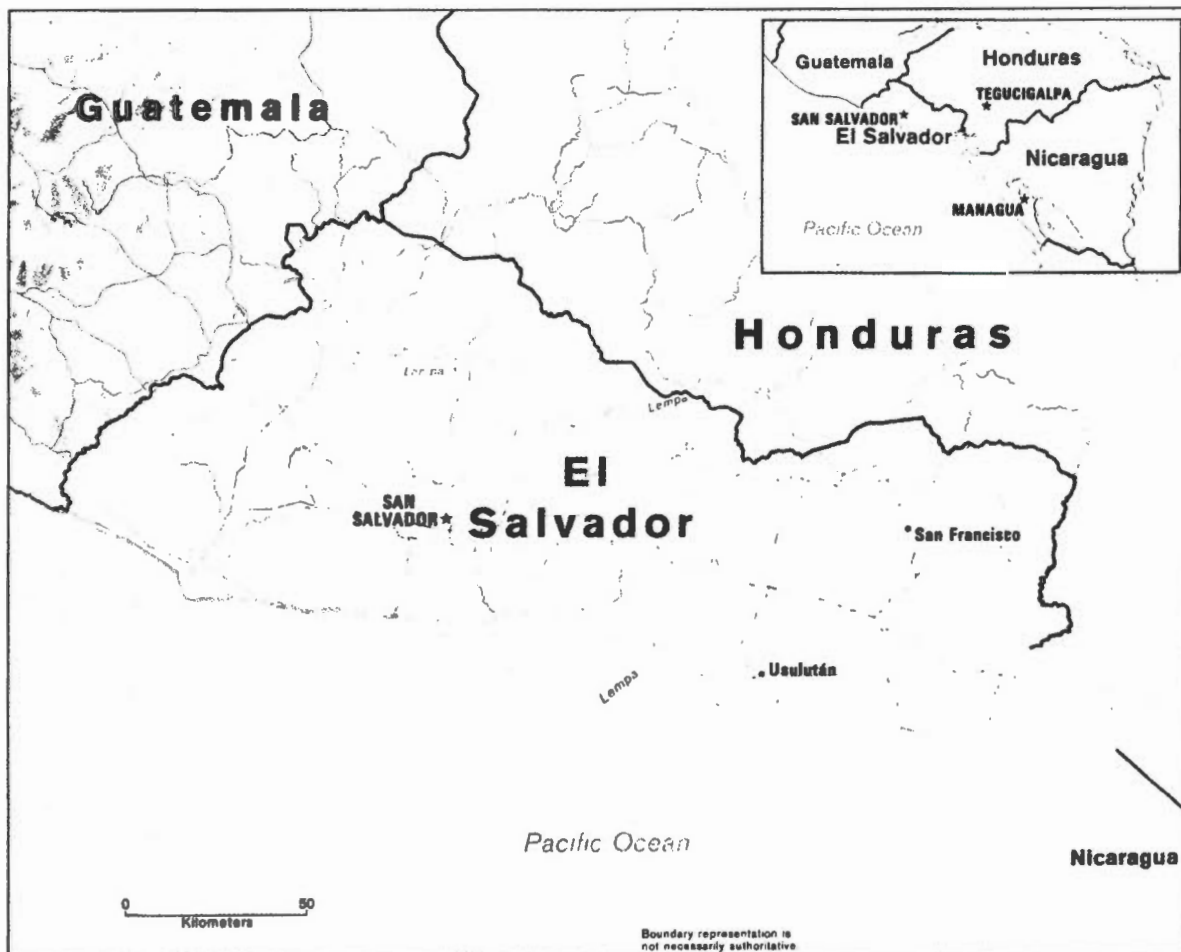 Guatemala
Guatemala
Honduras
TEGUCIGALPA
SAN SALVADOR
El Salvador
Nicaragua
MANAGUA
Pacific Ocean
Honduras
Lempa
El
Salvador
SAN
SALVADOR
San Francisco
Usulután
Lempa
Pacific Ocean
Nicaragua
0 50
Kilometers
Boundary representation is
not necessarily authoritative